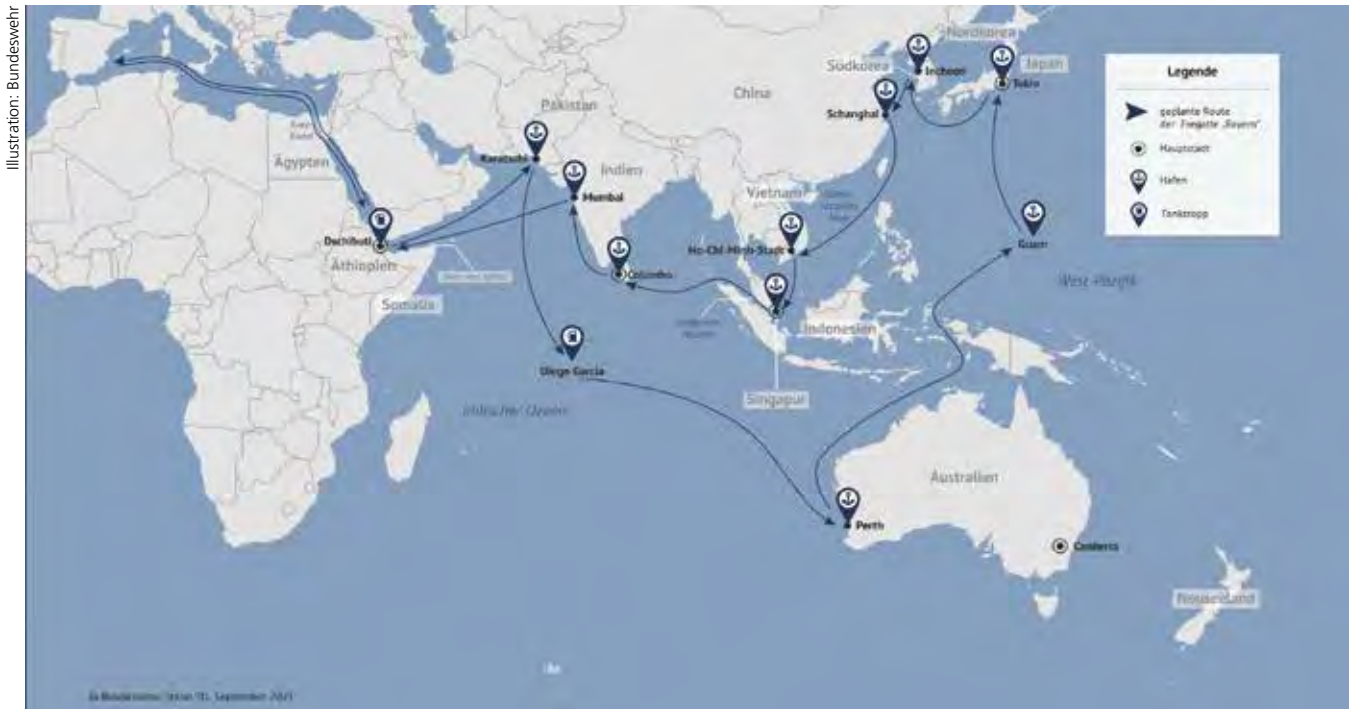 Illustration: Bundeswehr
Nordkorea
Südkorea
Incheon
Japan
Tokio
China
Schanghai
Pakistan
Karatschi
Ägypten
Indien
Mumbai
Vietnam
Ho-Chi-Minh-Stadt
Dschibuti
Äthiopien
Colombo
Somalia
Guam
West-Pazifik
Indonesien
Diego Garcia
Singapur
Indischer Ozean
Australien
Perth
Canberra
Neuseeland
Legende
geplante Route
der Fregatte „Bayern“
Hauptstadt
Hafen
Tankstopp